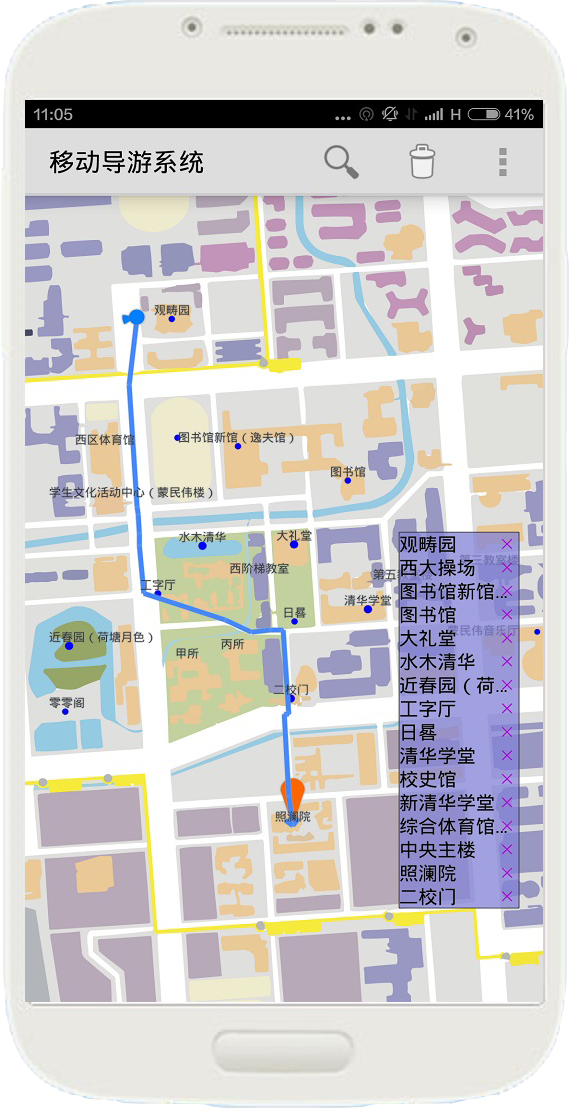 11:05
H
41%
移动导游系统
观畴园
西区体育馆
图书馆新馆（逸夫馆）
图书馆
学生文化活动中心（蒙民伟楼）
水木清华
大礼堂
西阶梯教室
工字厅
清华学堂
日晷
近春园（荷塘月色）
甲所
丙所
零零阁
二校门
照澜院
观畴园 ×
西大操场 ×
图书馆新馆... ×
图书馆 ×
大礼堂 ×
水木清华 ×
近春园（荷... ×
工字厅 ×
日晷 ×
清华学堂 ×
校史馆 ×
新清华学堂 ×
综合体育馆... ×
中央主楼 ×
照澜院 ×
二校门 ×